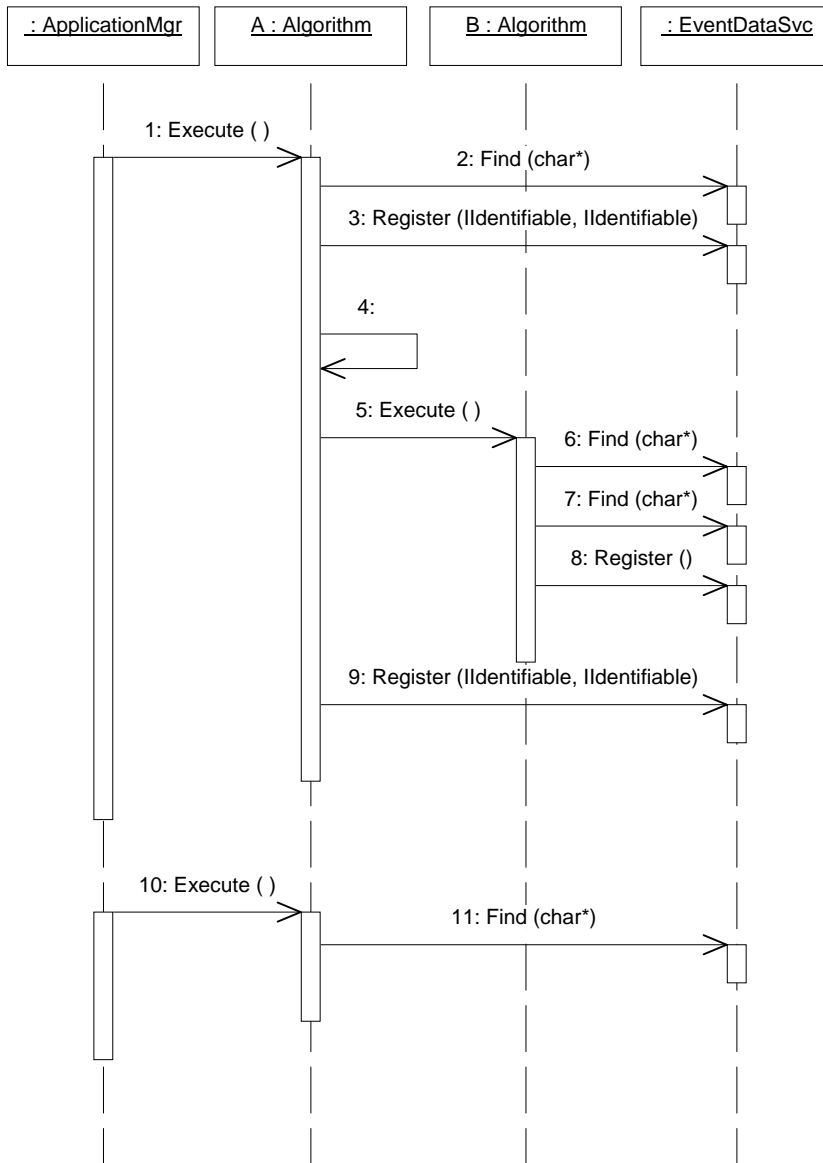 : ApplicationMgr
A : Algorithm
B : Algorithm
: EventDataSvc
1: Execute ( )
2: Find (char*)
3: Register (IIdentifiable, IIdentifiable)
4:
5: Execute ( )
6: Find (char*)
7: Find (char*)
8: Register ()
9: Register (IIdentifiable, IIdentifiable)
10: Execute ( )
11: Find (char*)